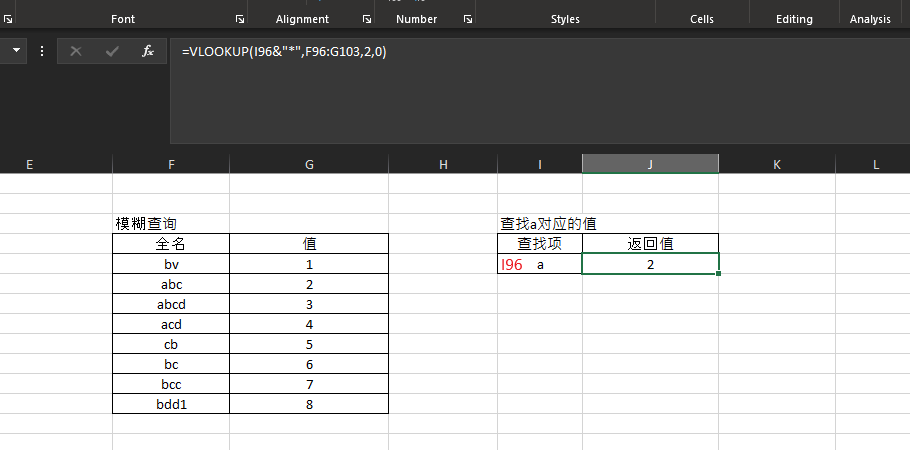 Font Alignment Number Styles Cells Editing Analysis
fx =VLOOKUP(I96&"*",F96:G103,2,0)
E F G H I J K L
模糊查询 查找a对应的值
全名 值 查找项 返回值
bv 1 I96 a 2
abc 2
abcd 3
acd 4
cb 5
bc 6
bcc 7
bdd1 8